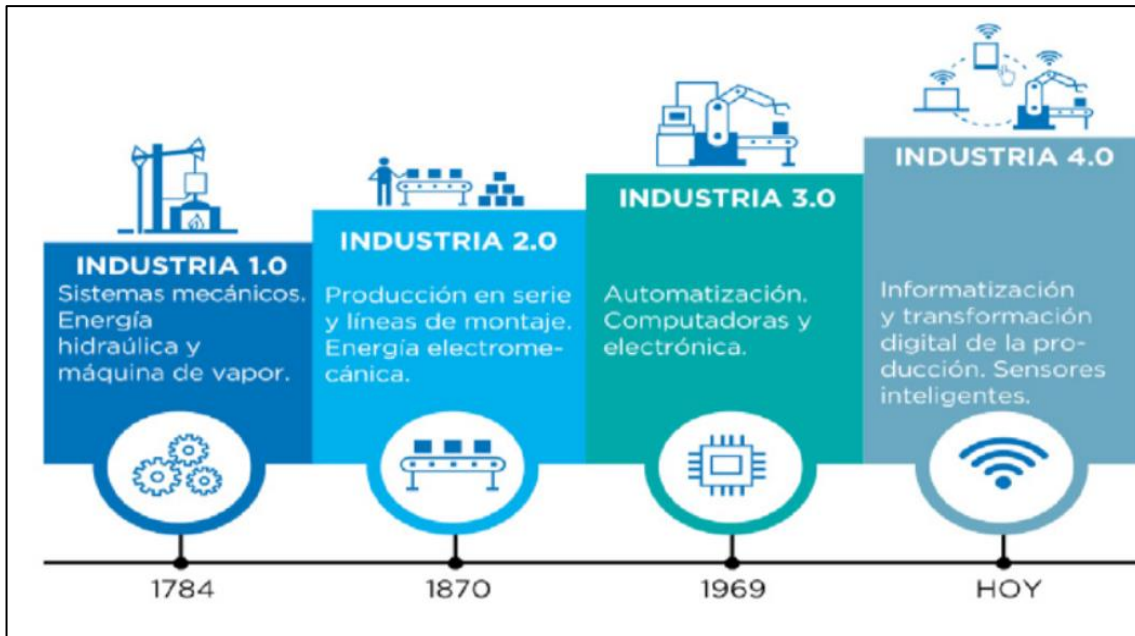 INDUSTRIA 1.0
Sistemas mecánicos.
Energía
hidraúlica y
máquina de vapor.
INDUSTRIA 2.0
Producción en serie
y líneas de montaje.
Energía electrome-
cánica.
INDUSTRIA 3.0
Automatización.
Computadoras y
electrónica.
INDUSTRIA 4.0
Informatización
y transformación
digital de la pro-
ducción. Sensores
inteligentes.
1784
1870
1969
HOY